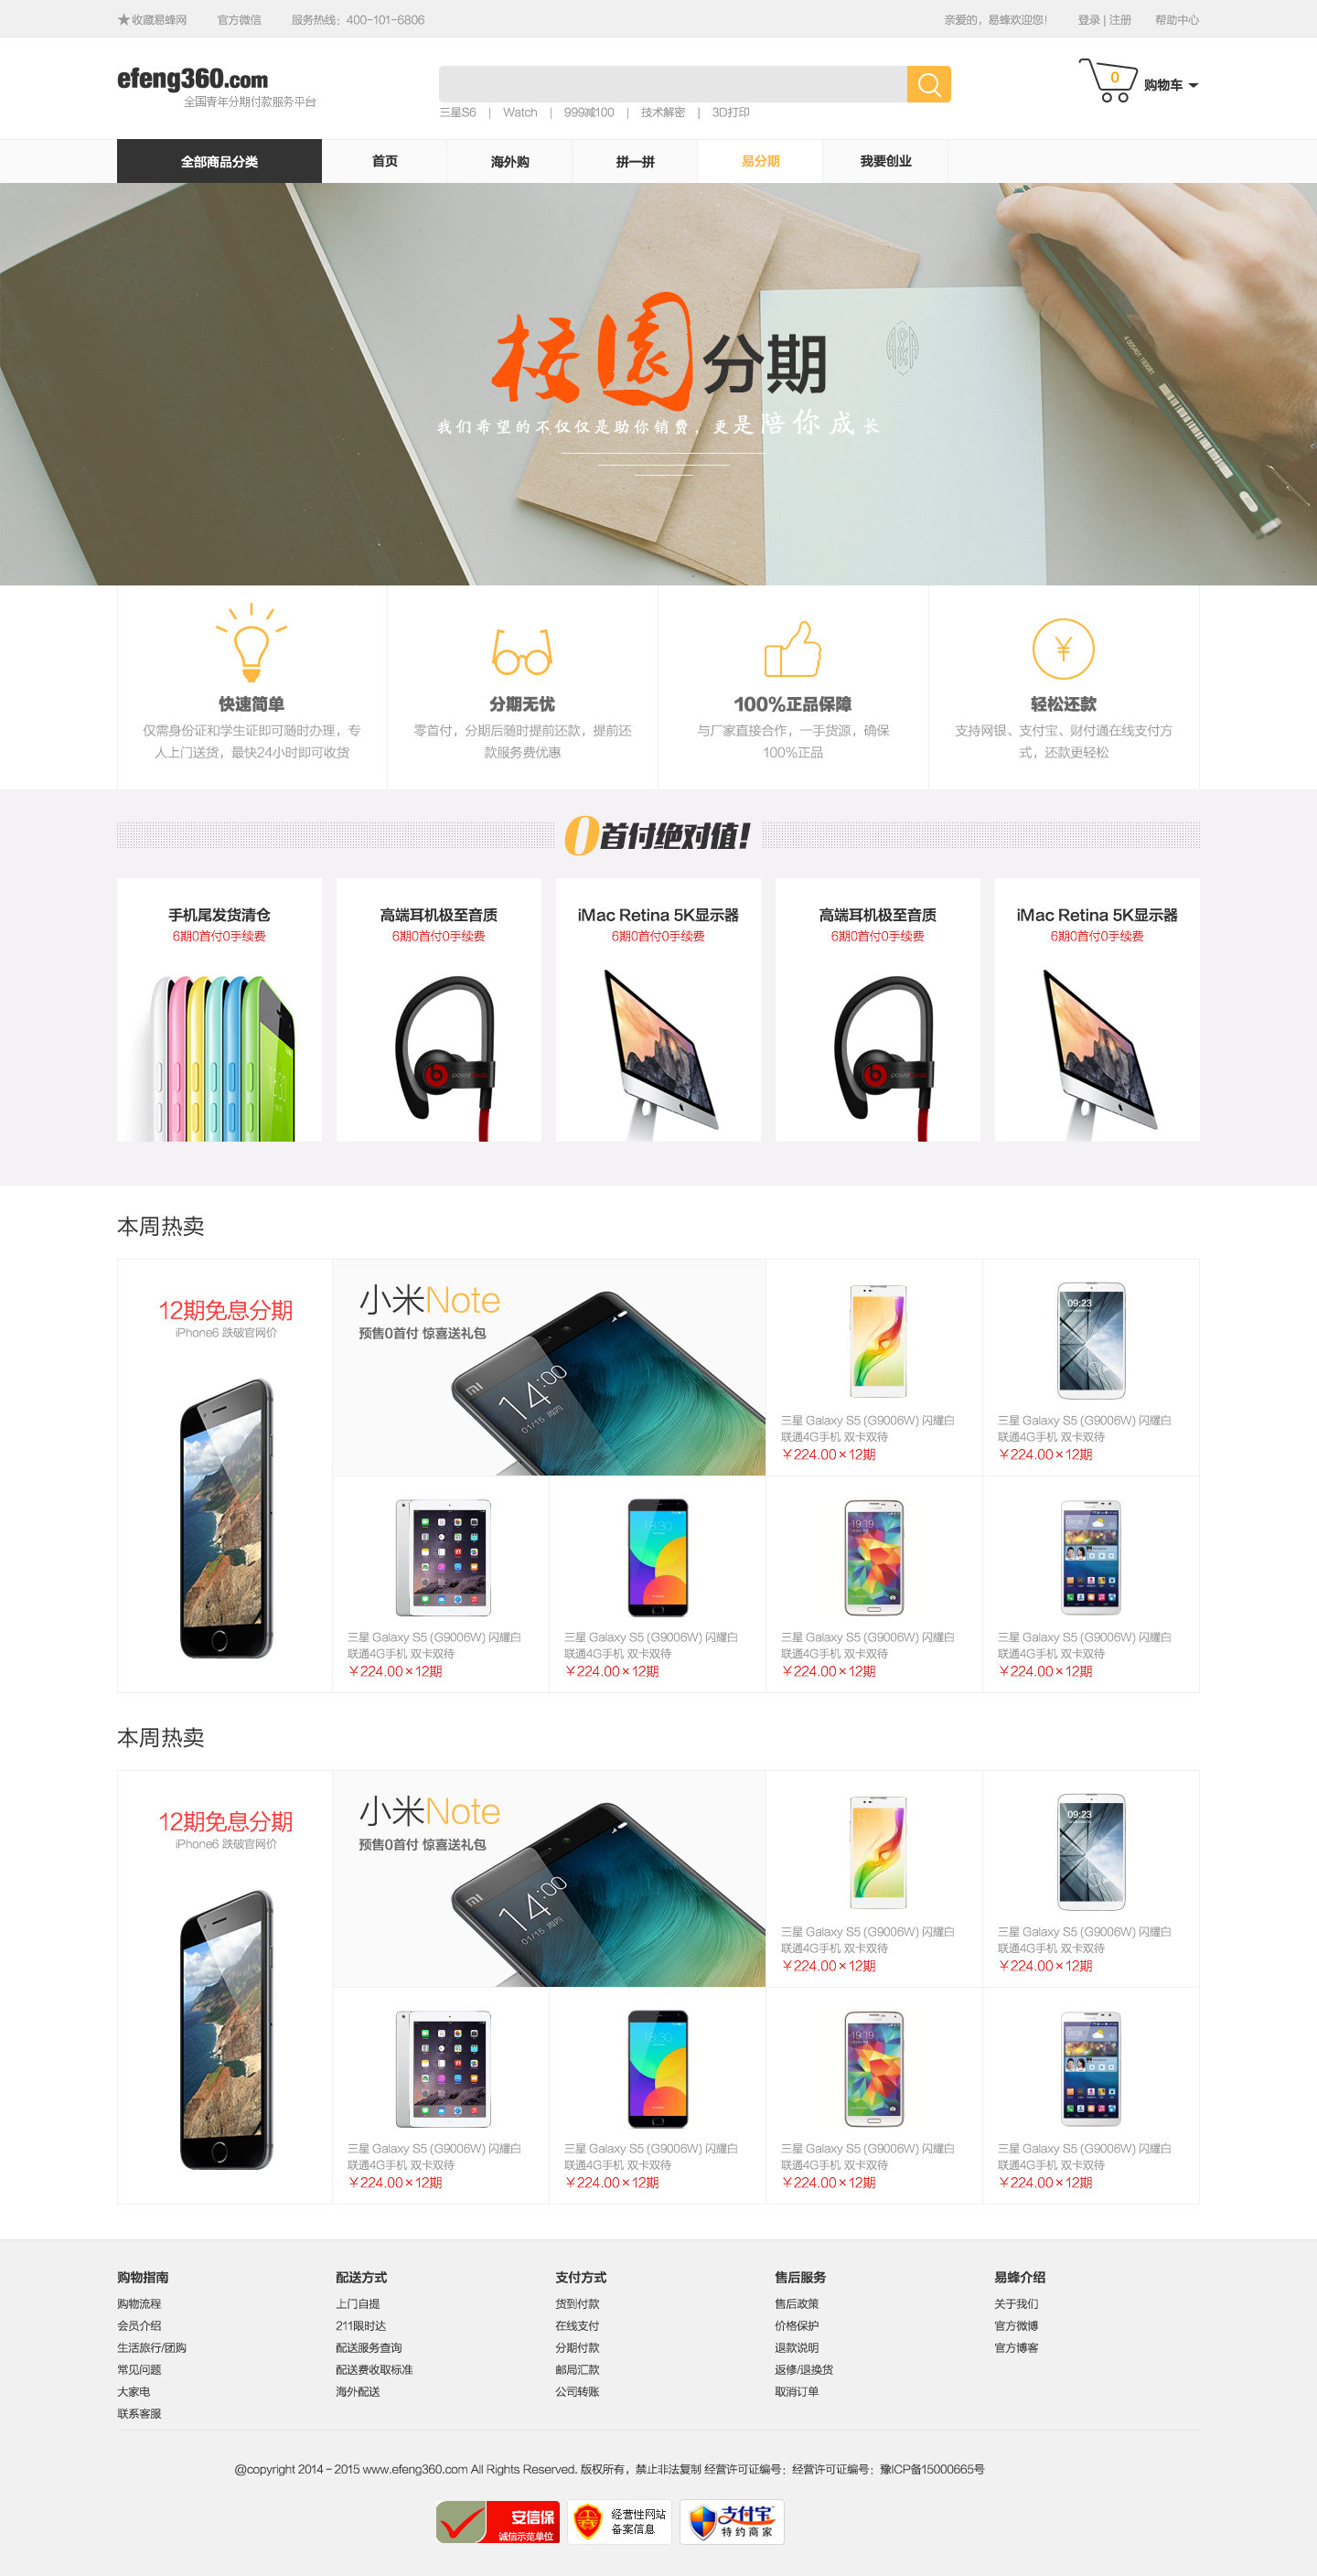 ★收藏易蜂网 官方微信 服务热线：400-101-6806 亲爱的，易蜂欢迎您！ 登录 | 注册 帮助中心
efeng360.com
全国青年分期付款服务平台
0 购物车
三星S6 | Watch | 999减100 | 技术解密 | 3D打印
全部商品分类 首页 海外购 拼一拼 易分期 我要创业
校園分期
我们希望的不仅仅是助你销费，更是陪你成长
快速简单 分期无忧 100%正品保障 轻松还款
仅需身份证和学生证即可随时办理，专 零首付，分期后随时提前还款，提前还 与厂家直接合作，一手货源，确保 支持网银、支付宝、财付通在线支付方
人上门送货，最快24小时即可收货 款服务费优惠 100%正品 式，还款更轻松
0首付绝对值！
手机尾发货清仓 高端耳机极至音质 iMac Retina 5K显示器 高端耳机极至音质 iMac Retina 5K显示器
6期0首付0手续费 6期0首付0手续费 6期0首付0手续费 6期0首付0手续费 6期0首付0手续费
本周热卖
12期免息分期
iPhone6 跌破官网价
小米Note
预售0首付 惊喜送礼包
14:00
01/15 周四
09:23
三星 Galaxy S5 (G9006W) 闪耀白 三星 Galaxy S5 (G9006W) 闪耀白
联通4G手机 双卡双待 联通4G手机 双卡双待
￥224.00×12期 ￥224.00×12期
18:30 19:19 08:08
三星 Galaxy S5 (G9006W) 闪耀白 三星 Galaxy S5 (G9006W) 闪耀白 三星 Galaxy S5 (G9006W) 闪耀白 三星 Galaxy S5 (G9006W) 闪耀白
联通4G手机 双卡双待 联通4G手机 双卡双待 联通4G手机 双卡双待 联通4G手机 双卡双待
￥224.00×12期 ￥224.00×12期 ￥224.00×12期 ￥224.00×12期
本周热卖
12期免息分期
iPhone6 跌破官网价
小米Note
预售0首付 惊喜送礼包
14:00
01/15 周四
09:23
三星 Galaxy S5 (G9006W) 闪耀白 三星 Galaxy S5 (G9006W) 闪耀白
联通4G手机 双卡双待 联通4G手机 双卡双待
￥224.00×12期 ￥224.00×12期
18:30 19:19 08:08
三星 Galaxy S5 (G9006W) 闪耀白 三星 Galaxy S5 (G9006W) 闪耀白 三星 Galaxy S5 (G9006W) 闪耀白 三星 Galaxy S5 (G9006W) 闪耀白
联通4G手机 双卡双待 联通4G手机 双卡双待 联通4G手机 双卡双待 联通4G手机 双卡双待
￥224.00×12期 ￥224.00×12期 ￥224.00×12期 ￥224.00×12期
购物指南 配送方式 支付方式 售后服务 易蜂介绍
购物流程 上门自提 货到付款 售后政策 关于我们
会员介绍 211限时达 在线支付 价格保护 官方微博
生活旅行/团购 配送服务查询 分期付款 退款说明 官方博客
常见问题 配送费收取标准 邮局汇款 返修/退换货
大家电 海外配送 公司转账 取消订单
联系客服
@copyright 2014－2015 www.efeng360.com All Rights Reserved. 版权所有，禁止非法复制 经营许可证编号：经营许可证编号：豫ICP备15000665号
安信保 经营性网站 支付宝
诚信示范单位 备案信息 特约商家